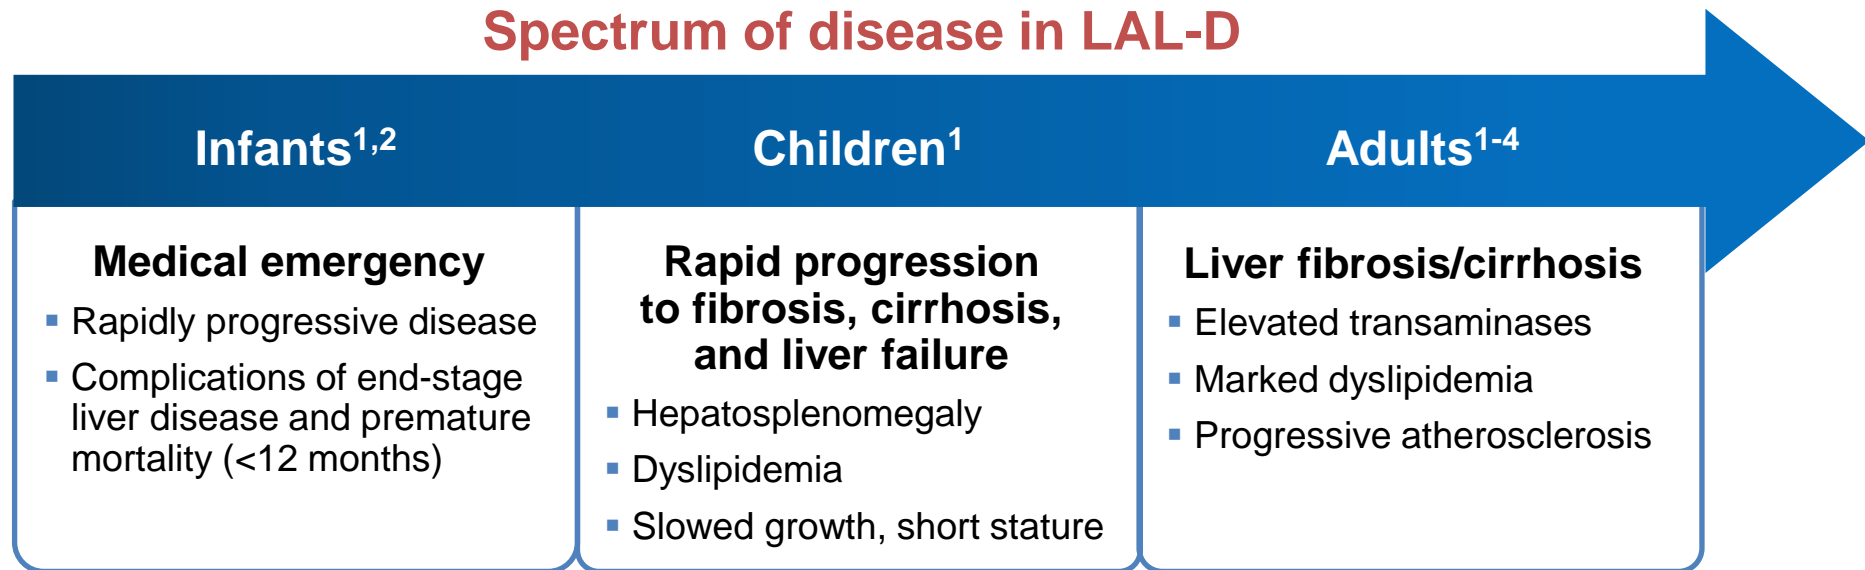 Spectrum of disease in LAL-D
Infants1,2
Children1
Adults1-4
Medical emergency
▪ Rapidly progressive disease
▪ Complications of end-stage
liver disease and premature
mortality (<12 months)
Rapid progression
to fibrosis, cirrhosis,
and liver failure
▪ Hepatosplenomegaly
▪ Dyslipidemia
▪ Slowed growth, short stature
Liver fibrosis/cirrhosis
▪ Elevated transaminases
▪ Marked dyslipidemia
▪ Progressive atherosclerosis